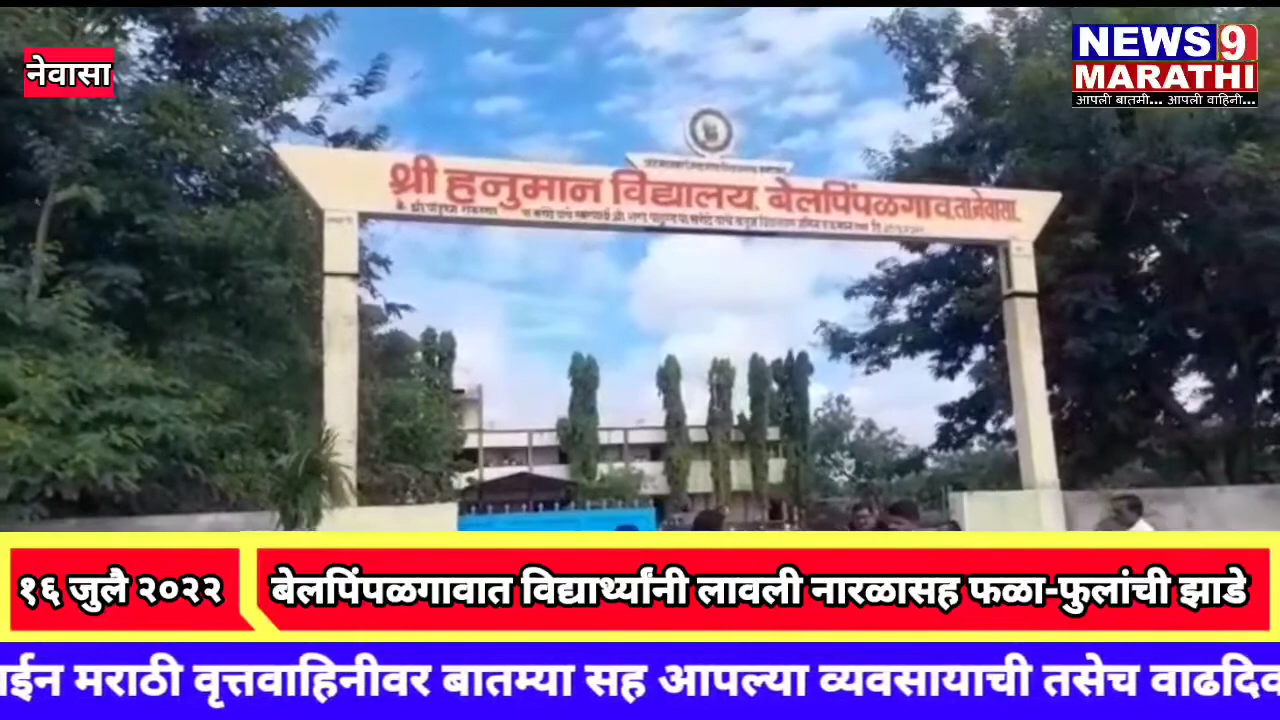 नेवासा
NEWS 9
MARATHI
आपली बातमी... आपली वाहिनी...
श्री हनुमान विद्यालय, बेलपिंपळगाव, ता.नेवासा.
१६ जुलै २०२२
बेलपिंपळगावात विद्यार्थ्यांनी लावली नारळासह फळा-फुलांची झाडे
ईन मराठी वृत्तवाहिनीवर बातम्या सह आपल्या व्यवसायाची तसेच वाढदिव